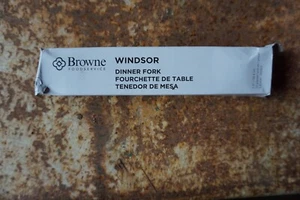 Browne
FOODSERVICE
WINDSOR
DINNER FORK
FOURCHETTE DE TABLE
TENEDOR DE MESA